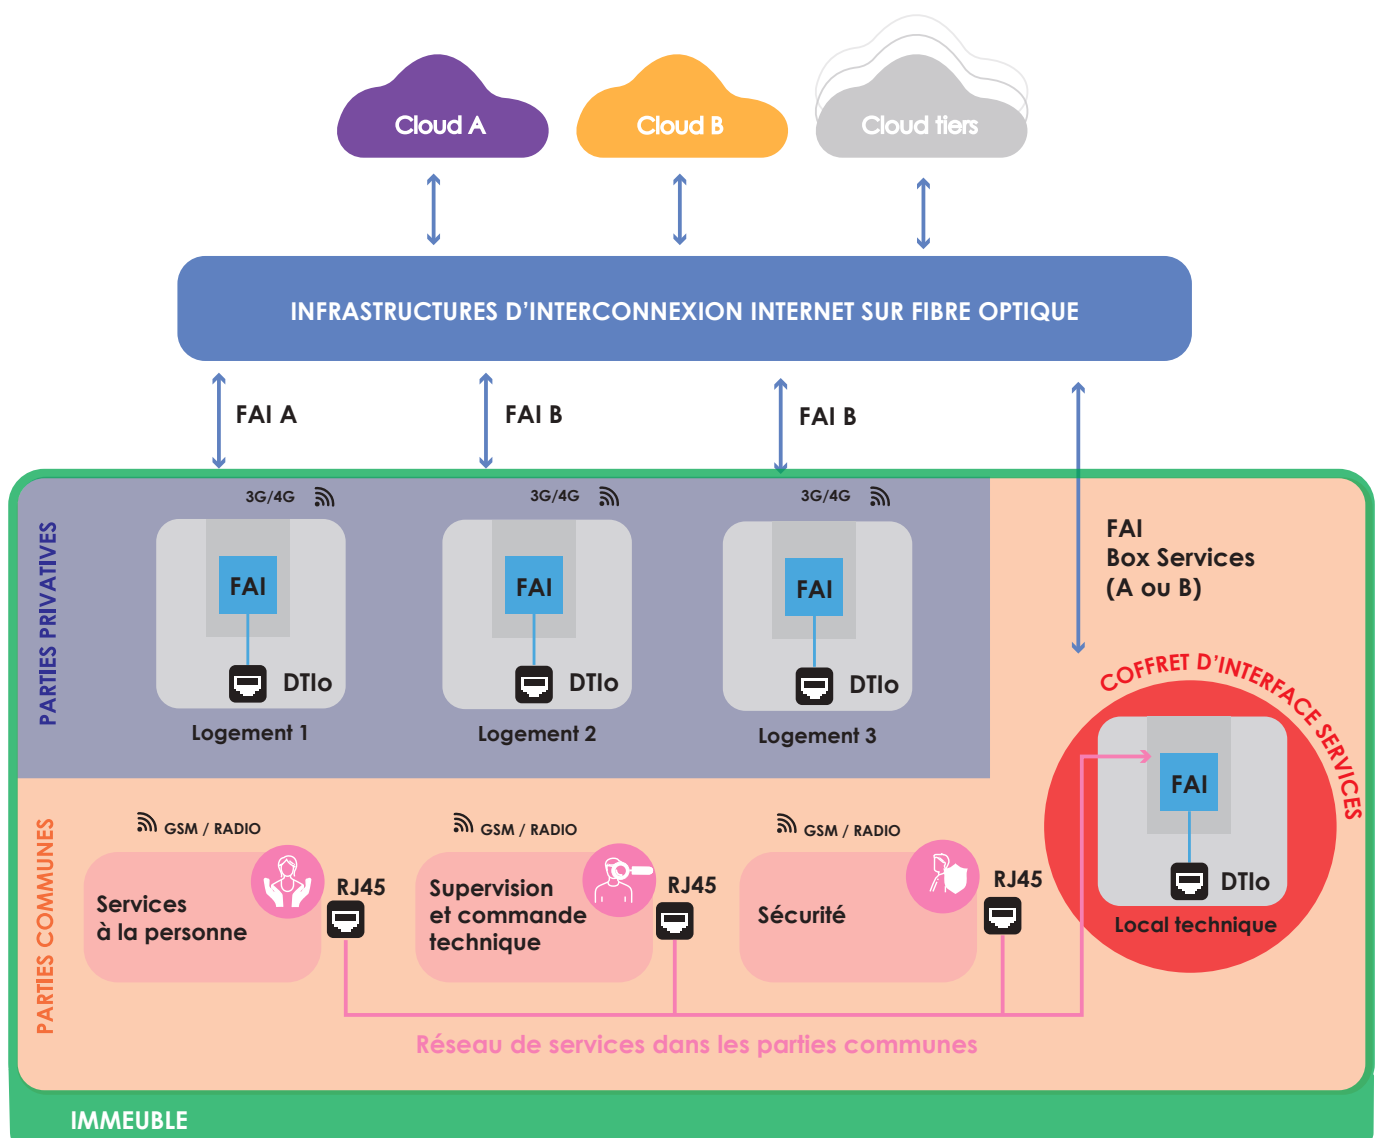 Cloud A
Cloud B
Cloud tiers
INFRASTRUCTURES D’INTERCONNEXION INTERNET SUR FIBRE OPTIQUE
FAI A
FAI B
FAI B
PARTIES PRIVATIVES
3G/4G
3G/4G
3G/4G
FAI
FAI
FAI
DTIo
DTIo
DTIo
Logement 1
Logement 2
Logement 3
FAI
Box Services
(A ou B)
COFFRET D’INTERFACE SERVICES
FAI
DTIo
Local technique
PARTIES COMMUNES
GSM / RADIO
GSM / RADIO
GSM / RADIO
Services
à la personne
RJ45
Supervision
et commande
technique
RJ45
Sécurité
RJ45
Réseau de services dans les parties communes
IMMEUBLE